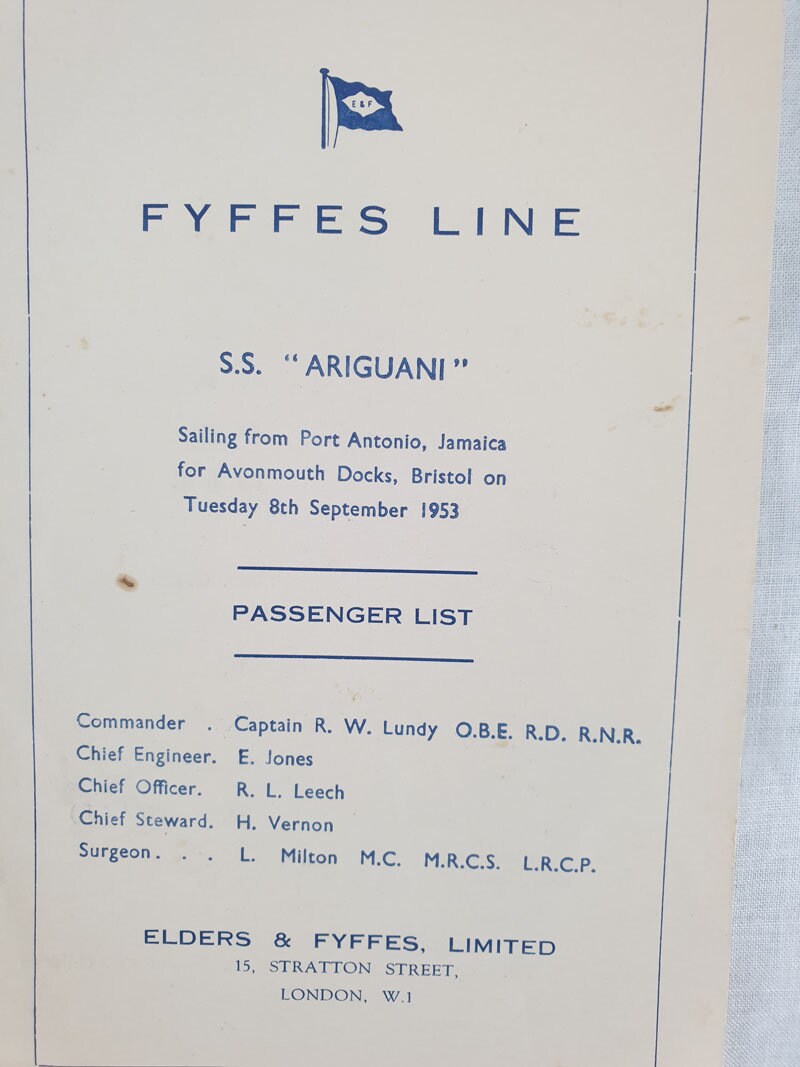 E & F
FYFFES LINE
S.S. “ ARIGUANI ”
Sailing from Port Antonio, Jamaica
for Avonmouth Docks, Bristol on
Tuesday 8th September 1953
PASSENGER LIST
Commander . Captain R. W. Lundy O.B.E. R.D. R.N.R.
Chief Engineer. E. Jones
Chief Officer. R. L. Leech
Chief Steward. H. Vernon
Surgeon. . . L. Milton M.C. M.R.C.S. L.R.C.P.
ELDERS & FYFFES, LIMITED
15, STRATTON STREET,
LONDON, W.1